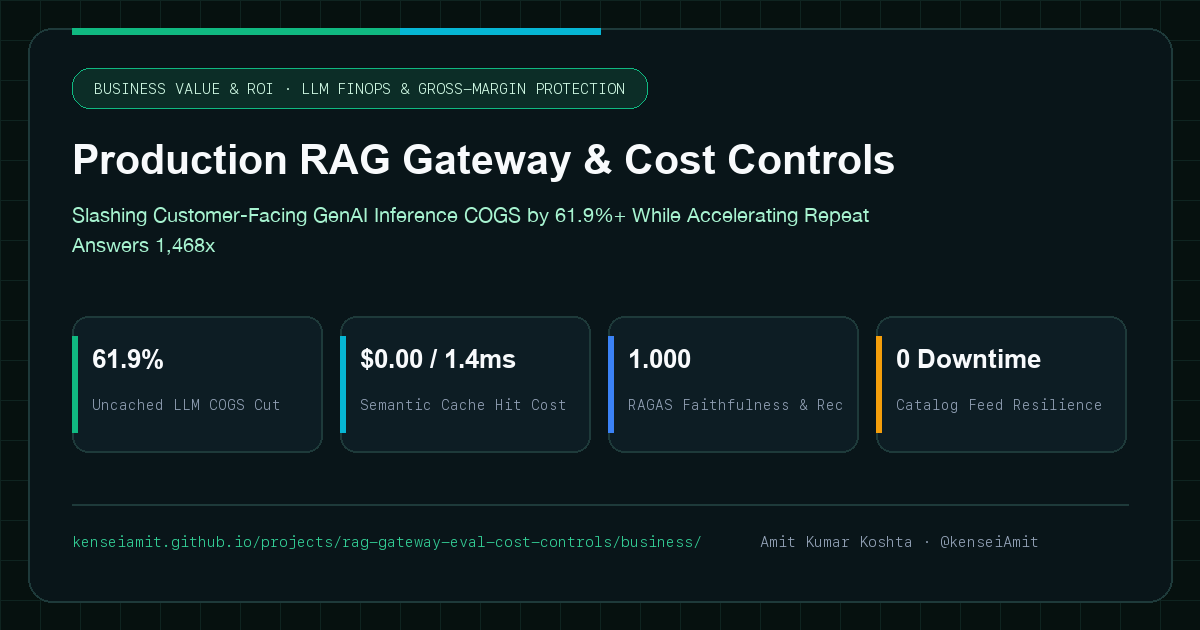 BUSINESS VALUE & ROI · LLM FINOPS & GROSS-MARGIN PROTECTION
Production RAG Gateway & Cost Controls
Slashing Customer-Facing GenAI Inference COGS by 61.9%+ While Accelerating Repeat
Answers 1,468x
61.9%
Uncached LLM COGS Cut
$0.00 / 1.4ms
Semantic Cache Hit Cost
1.000
RAGAS Faithfulness & Rec
0 Downtime
Catalog Feed Resilience
kenseiamit.github.io/projects/rag-gateway-eval-cost-controls/business/
Amit Kumar Koshta · @kenseiAmit